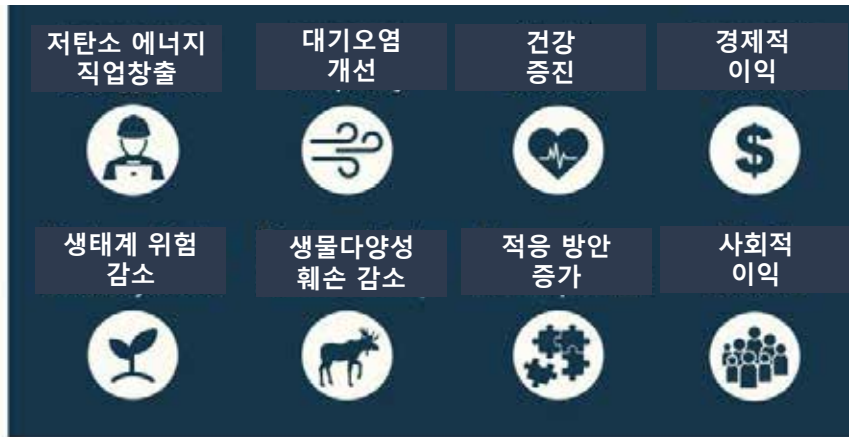 저탄소 에너지
직업창출
대기오염
개선
건강
증진
경제적
이익
$
생태계 위험
감소
생물다양성
훼손 감소
적응 방안
증가
사회적
이익